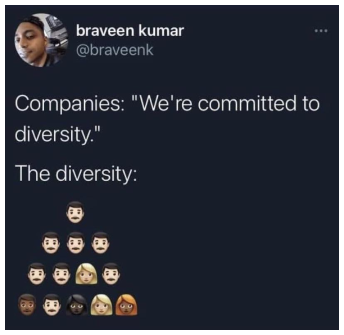 braveen kumar
@braveenk
Companies: "We're committed to
diversity."
The diversity: